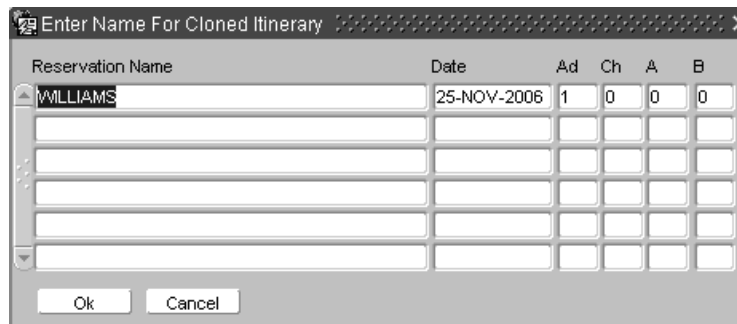 Enter Name For Cloned Itinerary
Reservation Name Date Ad Ch A B
WILLIAMS 25-NOV-2006 1 0 0 0
Ok Cancel